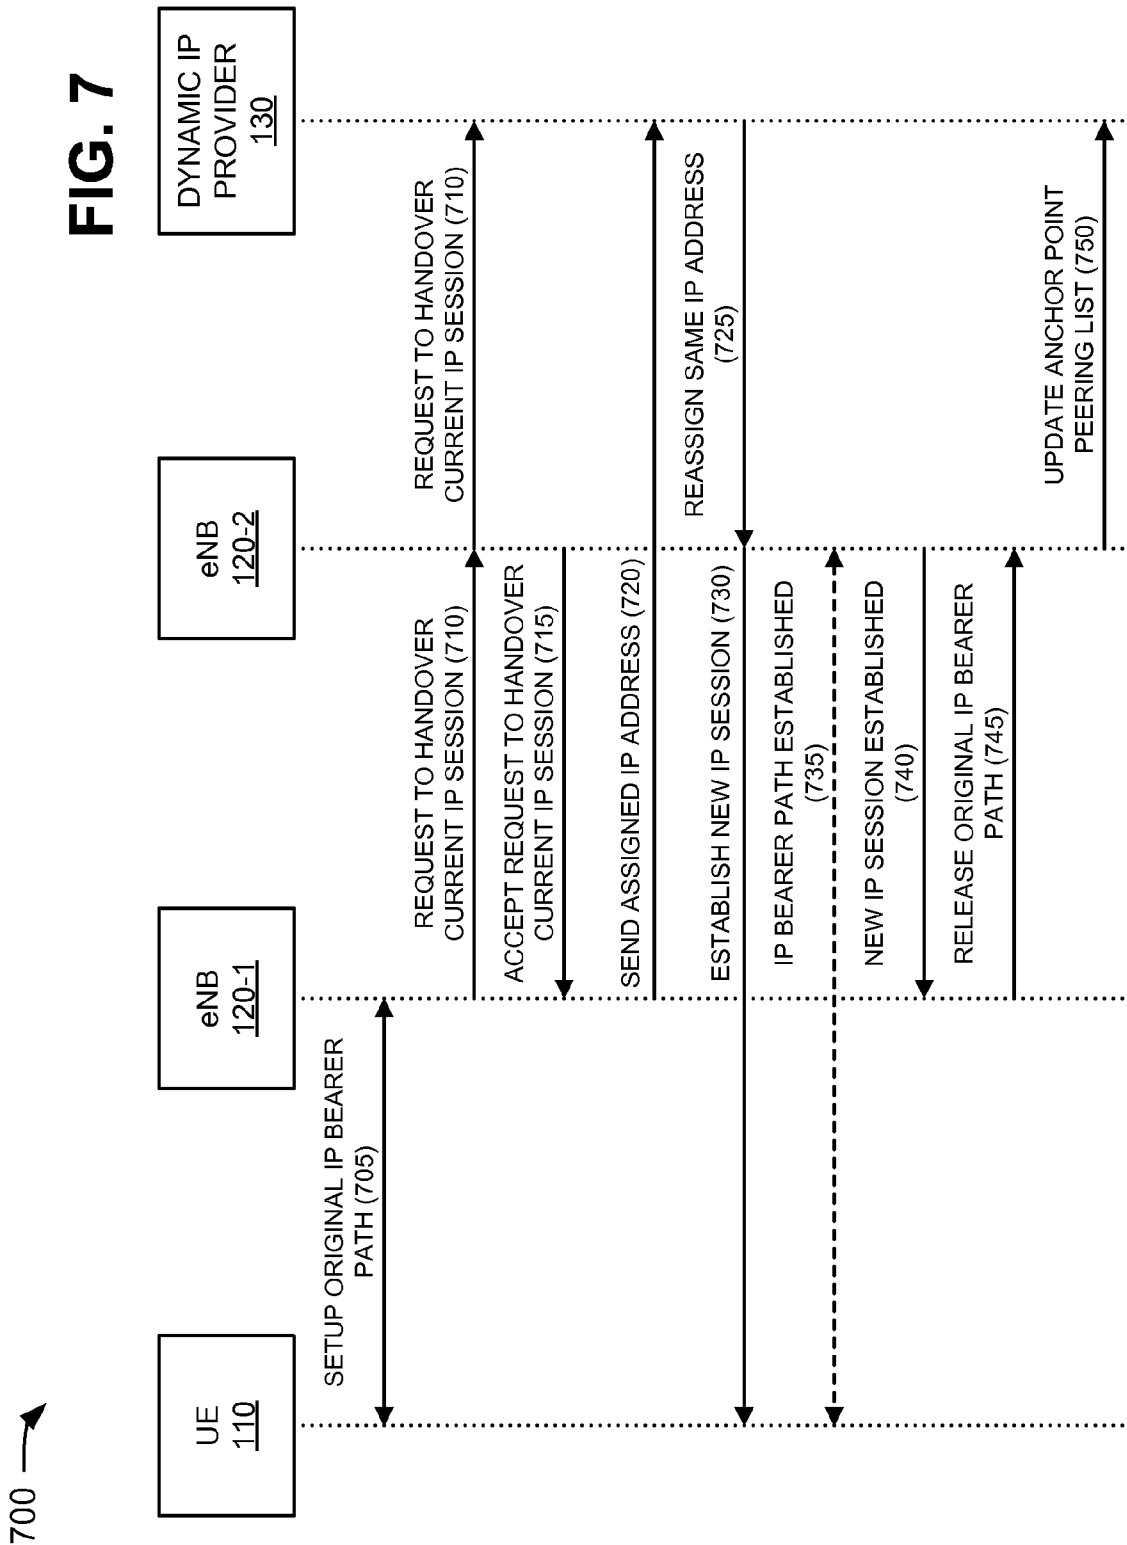 700
FIG. 7
UE
110
eNB
120-1
eNB
120-2
DYNAMIC IP
PROVIDER
130
SETUP ORIGINAL IP BEARER
PATH (705)
REQUEST TO HANDOVER
CURRENT IP SESSION (710)
REQUEST TO HANDOVER
CURRENT IP SESSION (710)
ACCEPT REQUEST TO HANDOVER
CURRENT IP SESSION (715)
SEND ASSIGNED IP ADDRESS (720)
REASSIGN SAME IP ADDRESS
(725)
ESTABLISH NEW IP SESSION (730)
IP BEARER PATH ESTABLISHED
(735)
NEW IP SESSION ESTABLISHED
(740)
RELEASE ORIGINAL IP BEARER
PATH (745)
UPDATE ANCHOR POINT
PEERING LIST (750)